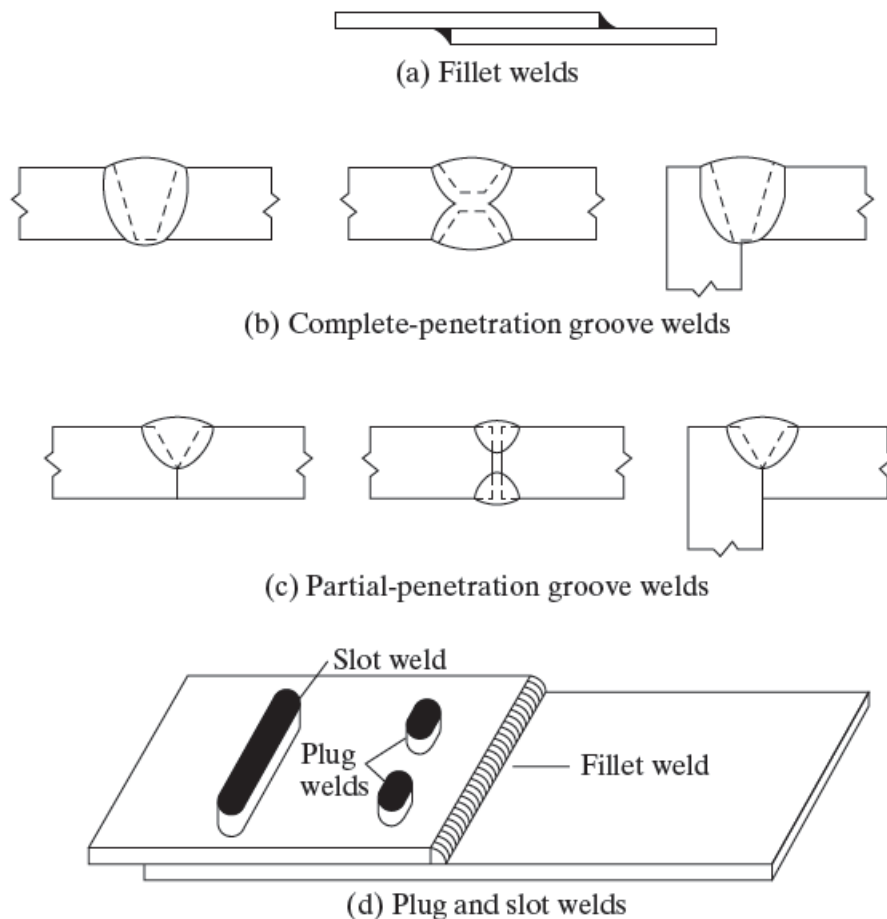 (a) Fillet welds
(b) Complete-penetration groove welds
(c) Partial-penetration groove welds
Slot weld
Plug
welds
Fillet weld
(d) Plug and slot welds